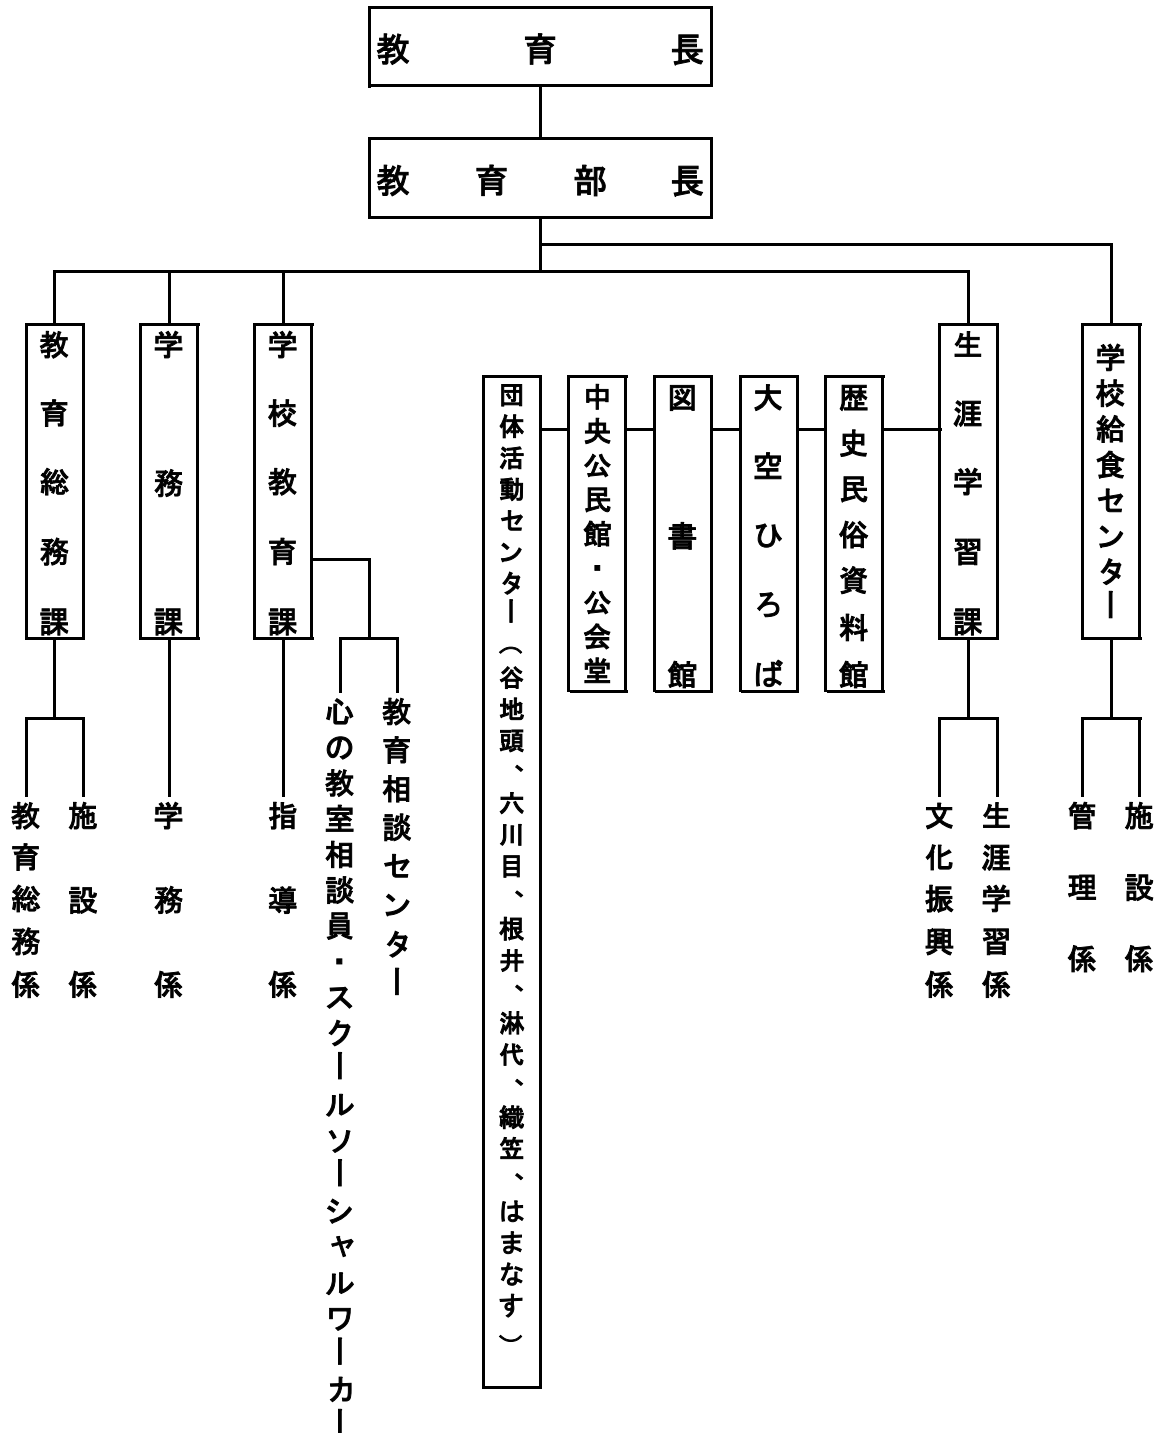 教育長
教育部長
教育総務課
学務課
学校教育課
団体活動センター（谷地頭、六川目、根井、淋代、織笠、はまなす）
中央公民館・公会堂
図書館
大空ひろば
歴史民俗資料館
生涯学習課
学校給食センター
教育総務係
施設係
学務係
指導係
心の教室相談員・スクールソーシャルワーカー
教育相談センター
文化振興係
生涯学習係
管理係
施設係